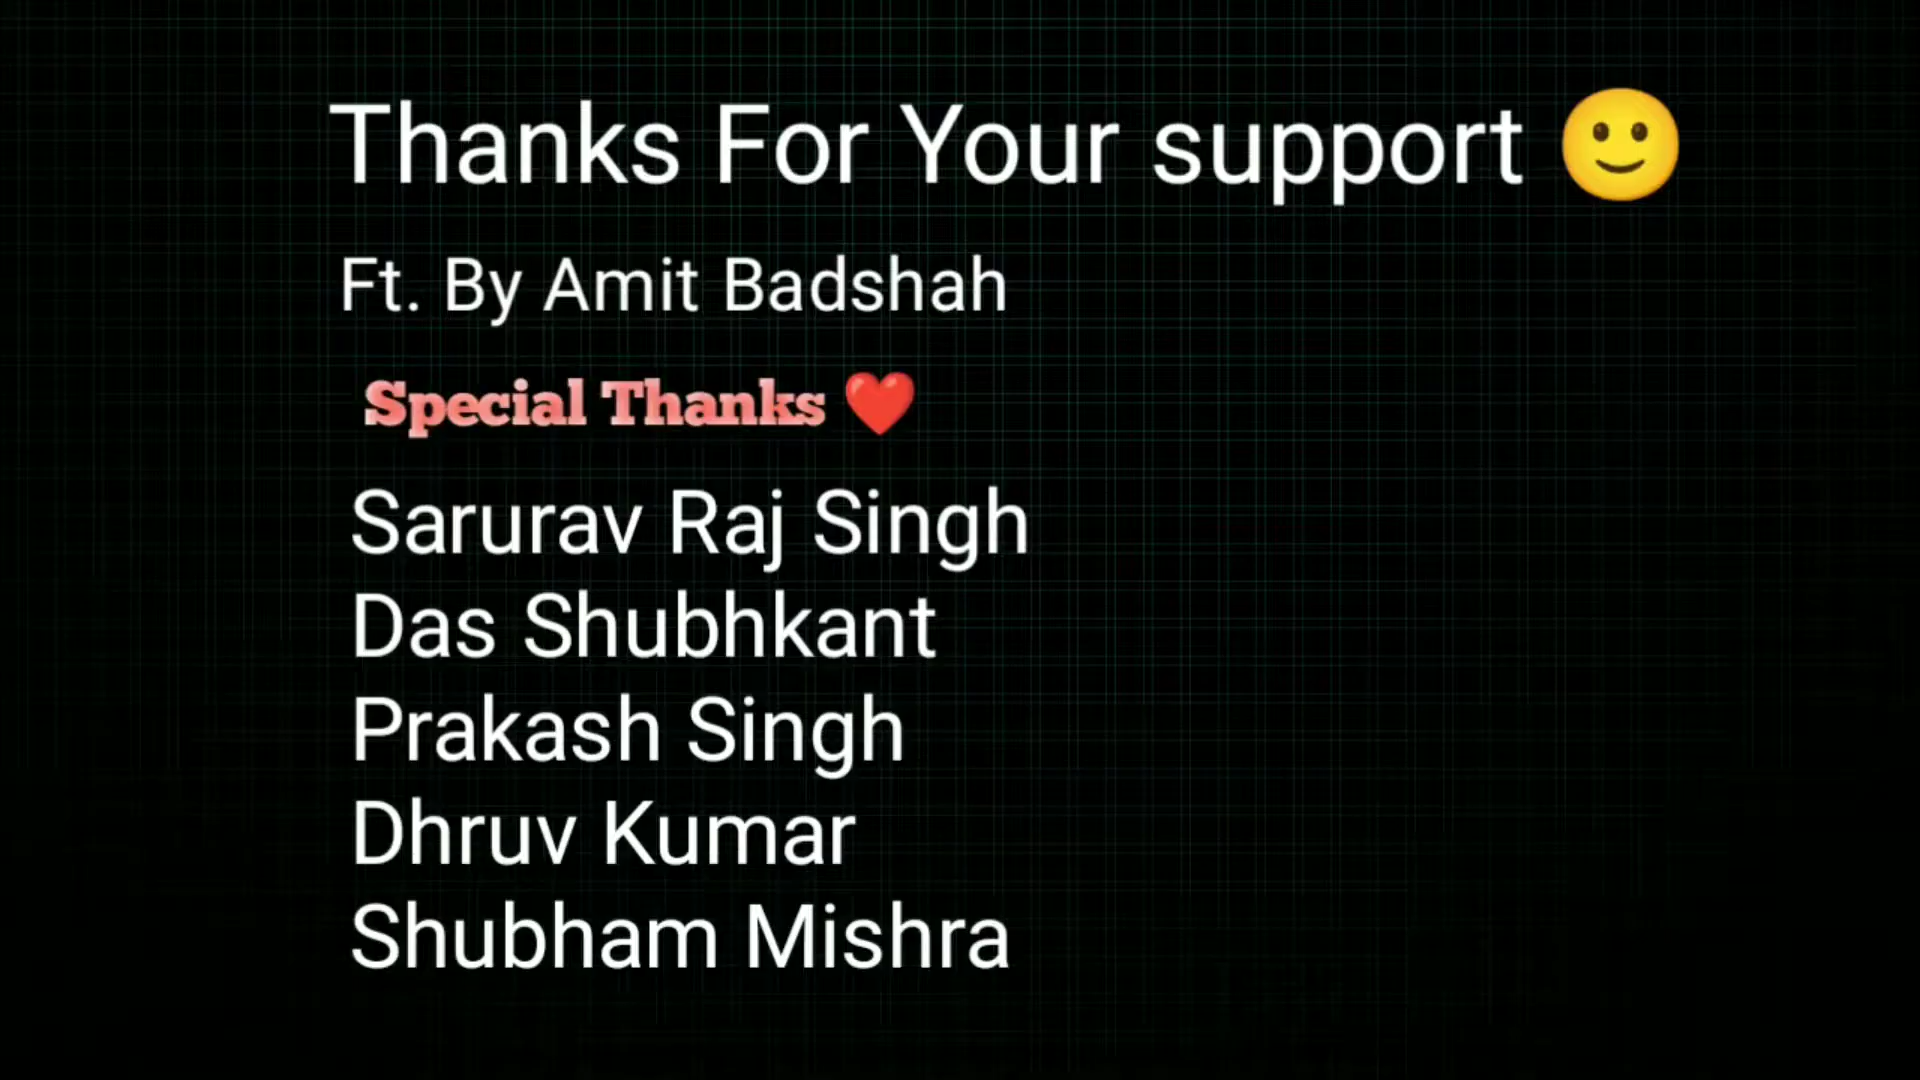 Thanks For Your support 🙂
Ft. By Amit Badshah
Special Thanks ❤️
Sarurav Raj Singh
Das Shubhkant
Prakash Singh
Dhruv Kumar
Shubham Mishra